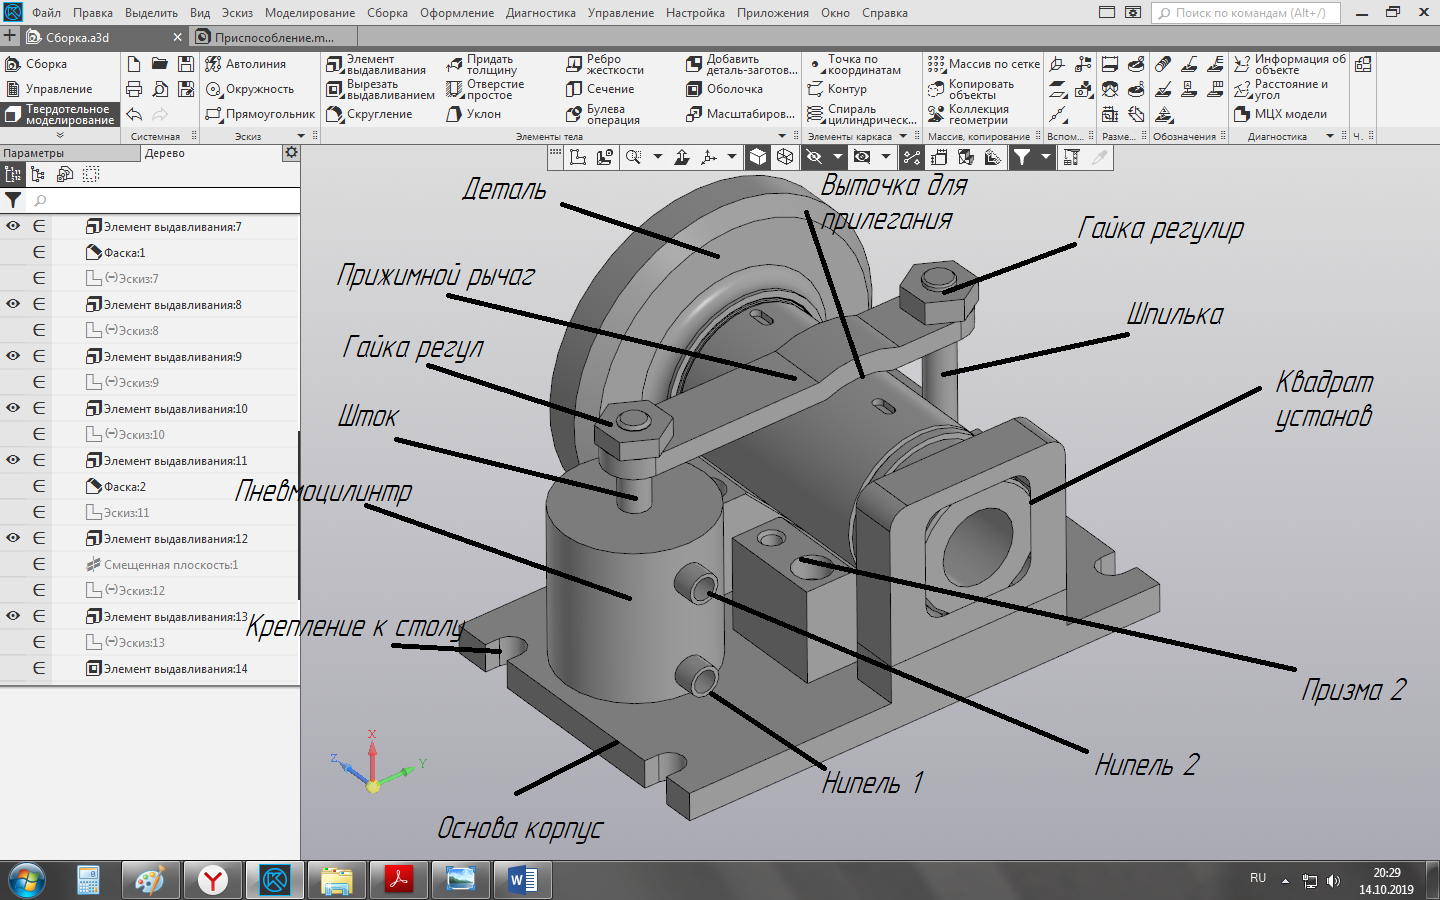 Файл Правка Выделить Вид Эскиз Моделирование Сборка Оформление Диагностика Управление Настройка Приложения Окно Справка
Поиск по командам (Alt+/)
Сборка.a3d
Приспособление.m...
Сборка
Управление
Твердотельное
моделирование
Системная
Автолиния
Окружность
Прямоугольник
Эскиз
Элемент
выдавливания
Вырезать
выдавливанием
Скругление
Придать
толщину
Отверстие
простое
Уклон
Ребро
жесткости
Сечение
Булева
операция
Добавить
деталь-заготов...
Оболочка
Масштабиров...
Элементы тела
Точка по
координатам
Контур
Спираль
цилиндрическ...
Элементы каркаса
Массив по сетке
Копировать
объекты
Коллекция
геометрии
Массив, копирование
Вспом...
Разме...
Обозначения
Информация об
объекте
Расстояние и
угол
МЦХ модели
Диагностика
Ч.
Параметры
Дерево
Элемент выдавливания:7
Фаска:1
(-)Эскиз:7
Элемент выдавливания:8
(-)Эскиз:8
Элемент выдавливания:9
(-)Эскиз:9
Элемент выдавливания:10
(-)Эскиз:10
Элемент выдавливания:11
Фаска:2
Эскиз:11
Элемент выдавливания:12
Смещенная плоскость:1
(-)Эскиз:12
Элемент выдавливания:13
(-)Эскиз:13
Элемент выдавливания:14
Деталь
Выточка для
прилегания
Гайка регулир
Прижимной рычаг
Шпилька
Гайка регул
Квадрат
установ
Шток
Пневмоцилинтр
Крепление к столу
Призма 2
Нипель 2
Нипель 1
Основа корпус
X
Z
Y
RU
20:29
14.10.2019